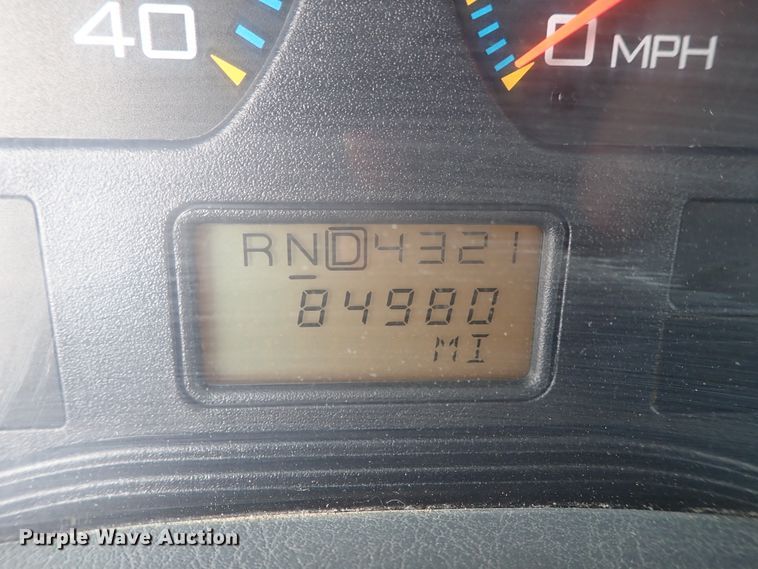 40
0 MPH
RND4321
84980
MI
Purple Wave Auction